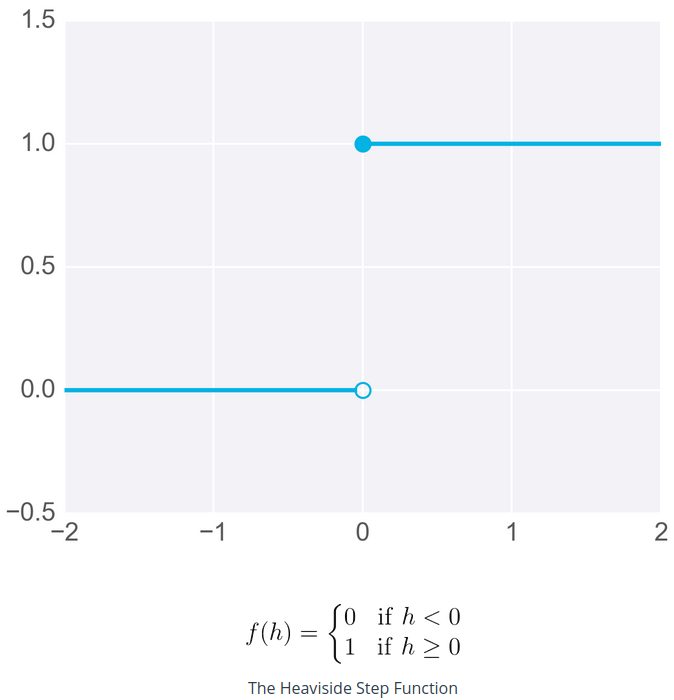 1.5
1.0
0.5
0.0
−0.5
−2 −1 0 1 2
f(h) = {0 if h < 0
1 if h ≥ 0
The Heaviside Step Function